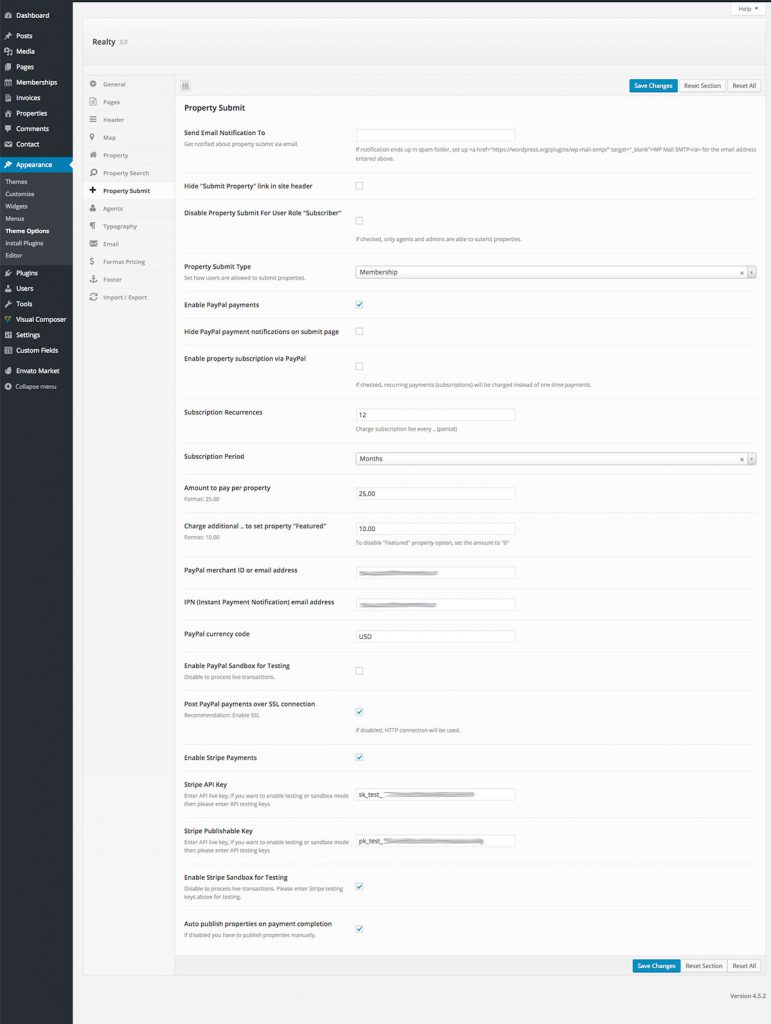 Help
Dashboard
Posts
Media
Pages
Memberships
Invoices
Properties
Comments
Contact
Appearance
Themes
Customize
Widgets
Menus
Theme Options
Install Plugins
Editor
Plugins
Users
Tools
Visual Composer
Settings
Custom Fields
Envato Market
Collapse menu
Realty 3.0
General
Pages
Header
Map
Property
Property Search
Property Submit
Agents
Typography
Email
Format Pricing
Footer
Import / Export
Save Changes Reset Section Reset All
Property Submit
Send Email Notification To
Get notified about property submit via email.
If notification ends up in spam folder, set up <a href="https://wordpress.org/plugins/wp-mail-smtp/" target="_blank">WP Mail SMTP</a> for the email address
entered above.
Hide "Submit Property" link in site header
Disable Property Submit For User Role "Subscriber"
If checked, only agents and admins are able to submit properties.
Property Submit Type
Set how users are allowed to submit properties.
Membership
Enable PayPal payments
Hide PayPal payment notifications on submit page
Enable property subscription via PayPal
If checked, recurring payments (subscriptions) will be charged instead of one-time payments.
Subscription Recurrences
12
Charge subscription fee every .. (period)
Subscription Period
Months
Amount to pay per property
Format: 25.00
25.00
Charge additional .. to set property "Featured"
Format: 10.00
10.00
To disable "Featured" property option, set the amount to "0"
PayPal merchant ID or email address
IPN (Instant Payment Notification) email address
PayPal currency code
USD
Enable PayPal Sandbox for Testing
Disable to process live transactions.
Post PayPal payments over SSL connection
Recommendation: Enable SSL
If disabled, HTTP connection will be used.
Enable Stripe Payments
Stripe API Key
Enter API live key, if you want to enable testing or sandbox mode
then please enter API testing keys
sk_test_
Stripe Publishable Key
Enter API live key, if you want to enable testing or sandbox mode
then please enter API testing keys
pk_test_
Enable Stripe Sandbox for Testing
Disable to process live transactions. Please enter Stripe testing
keys above for testing.
Auto publish properties on payment completion
If disabled you have to publish properties manually.
Save Changes Reset Section Reset All
Version 4.5.2